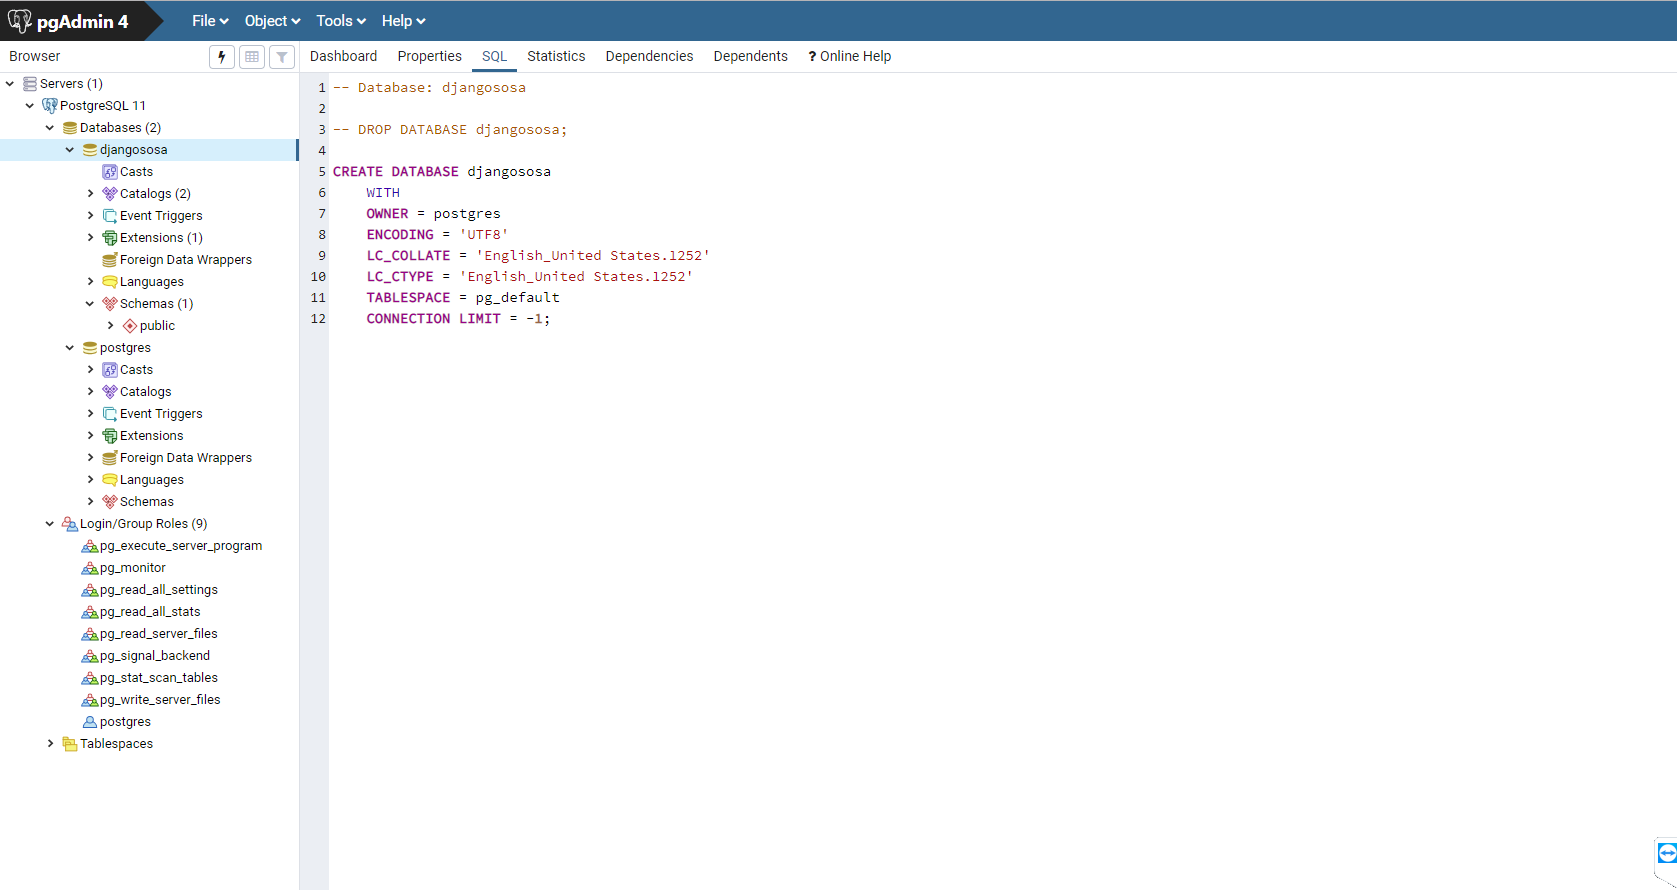 pgAdmin 4
File Object Tools Help
Browser
Dashboard Properties SQL Statistics Dependencies Dependents ? Online Help
Servers (1)
PostgreSQL 11
Databases (2)
djangososa
Casts
Catalogs (2)
Event Triggers
Extensions (1)
Foreign Data Wrappers
Languages
Schemas (1)
public
postgres
Casts
Catalogs
Event Triggers
Extensions
Foreign Data Wrappers
Languages
Schemas
Login/Group Roles (9)
pg_execute_server_program
pg_monitor
pg_read_all_settings
pg_read_all_stats
pg_read_server_files
pg_signal_backend
pg_stat_scan_tables
pg_write_server_files
postgres
Tablespaces
1 -- Database: djangososa
2
3 -- DROP DATABASE djangososa;
4
5 CREATE DATABASE djangososa
6 WITH
7 OWNER = postgres
8 ENCODING = 'UTF8'
9 LC_COLLATE = 'English_United States.1252'
10 LC_CTYPE = 'English_United States.1252'
11 TABLESPACE = pg_default
12 CONNECTION LIMIT = -1;